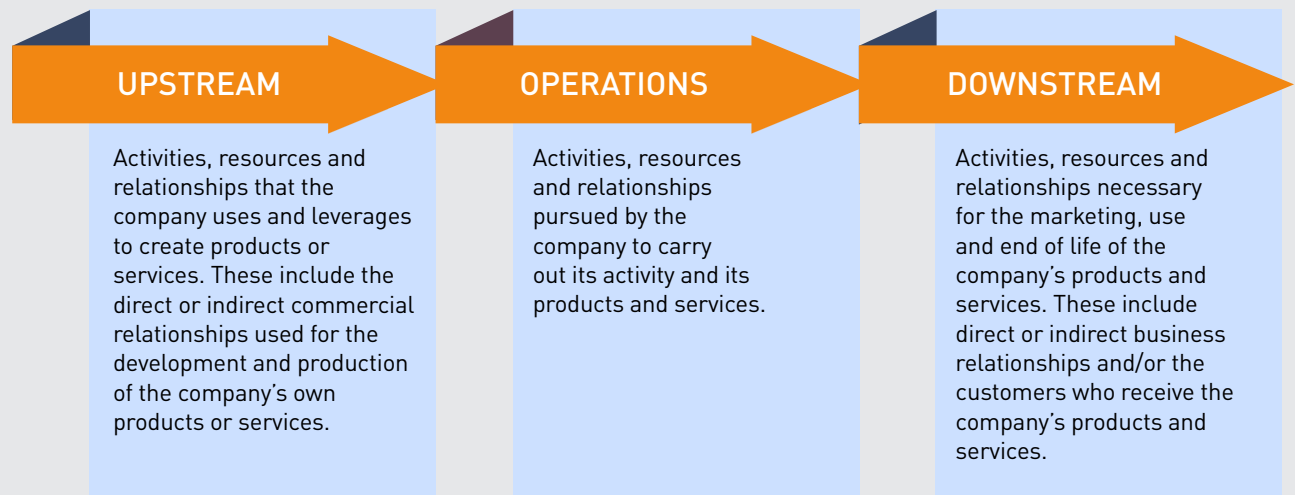 UPSTREAM
Activities, resources and
relationships that the
company uses and leverages
to create products or
services. These include the
direct or indirect commercial
relationships used for the
development and production
of the company’s own
products or services.
OPERATIONS
Activities, resources
and relationships
pursued by the
company to carry
out its activity and its
products and services.
DOWNSTREAM
Activities, resources and
relationships necessary
for the marketing, use
and end of life of the
company’s products and
services. These include
direct or indirect business
relationships and/or the
customers who receive the
company’s products and
services.